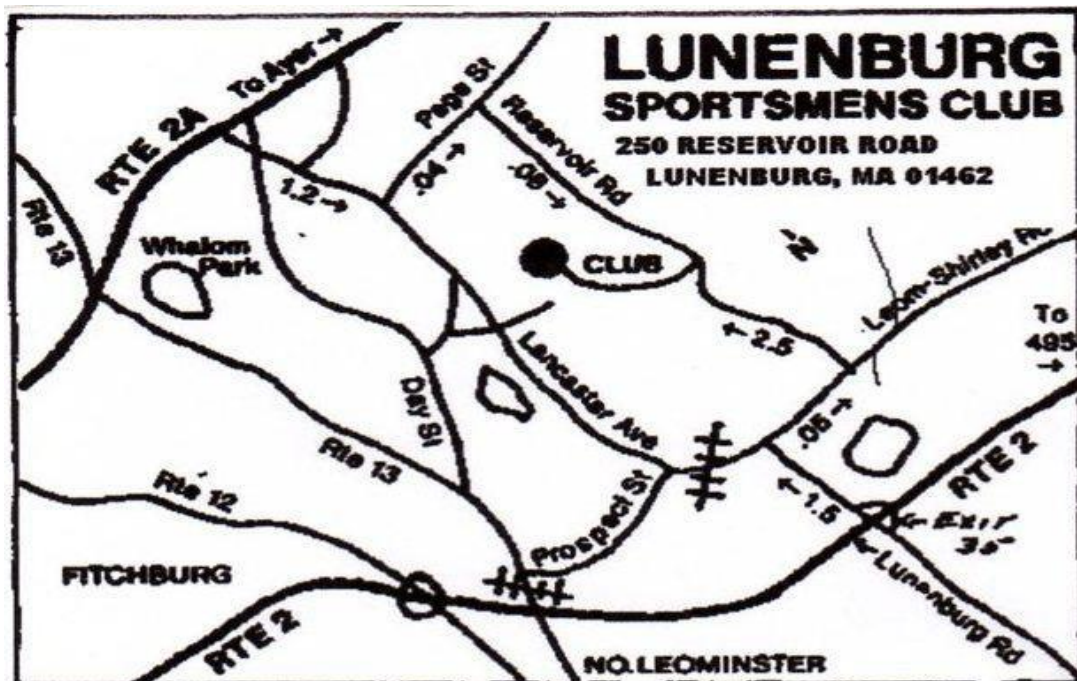 LUNENBURG
SPORTSMENS CLUB
250 RESERVOIR ROAD
LUNENBURG, MA 01462
To Ayer →
RTE 2A
Page St
Reservoir Rd
.04 →
.08 →
1.2 →
Rte 13
Whalom
Park
CLUB
-N
Leom-Shirley Rd
To
495
→
← 2.5
Lancaster Ave
Day St
.05 →
Rte 13
RTE 2
Rte 12
Prospect St
← 1.5
← Exit
35
FITCHBURG
← Lunenburg Rd
RTE 2
NO. LEOMINSTER